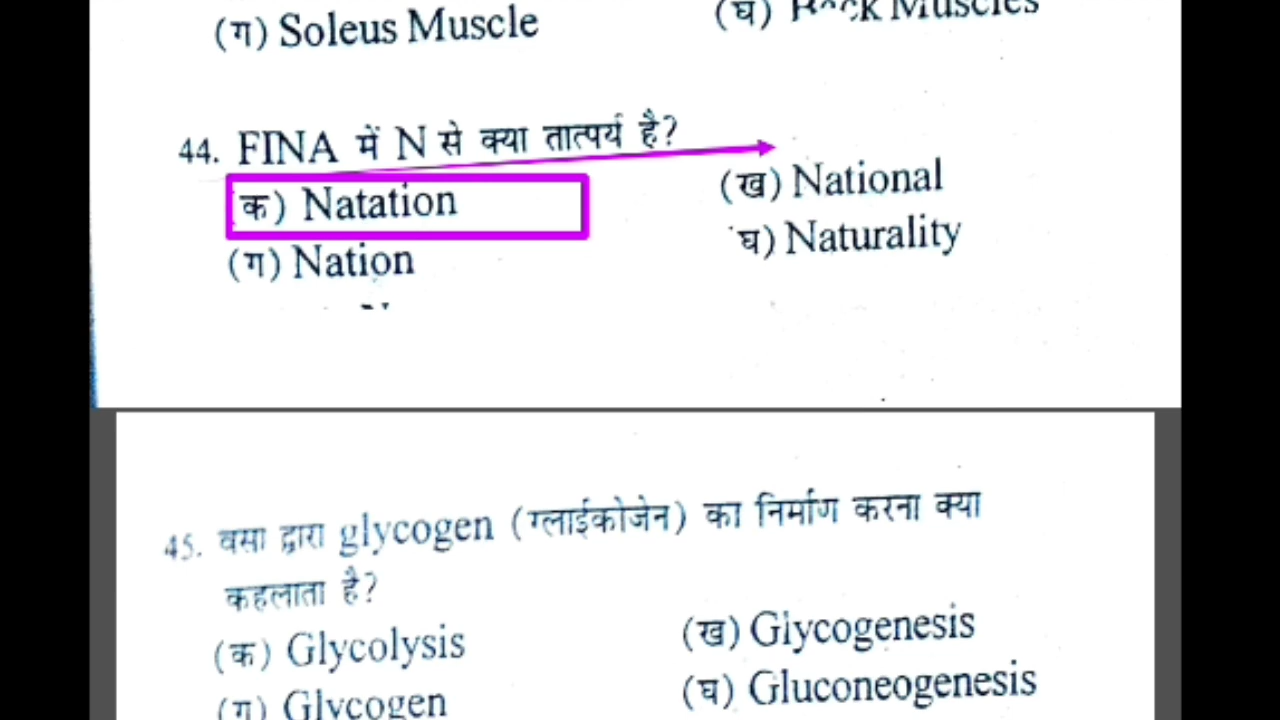 (ग) Soleus Muscle
(घ) Muscles
44. FINA में N से क्या तात्पर्य है?
क) Natation
(ख) National
(ग) Nation
घ) Naturality
45. वसा द्वारा glycogen (ग्लाईकोजेन) का निर्माण करना क्या
कहलाता है?
(क) Glycolysis
(ख) Glycogenesis
(ग) Glycogen
(घ) Gluconeogenesis